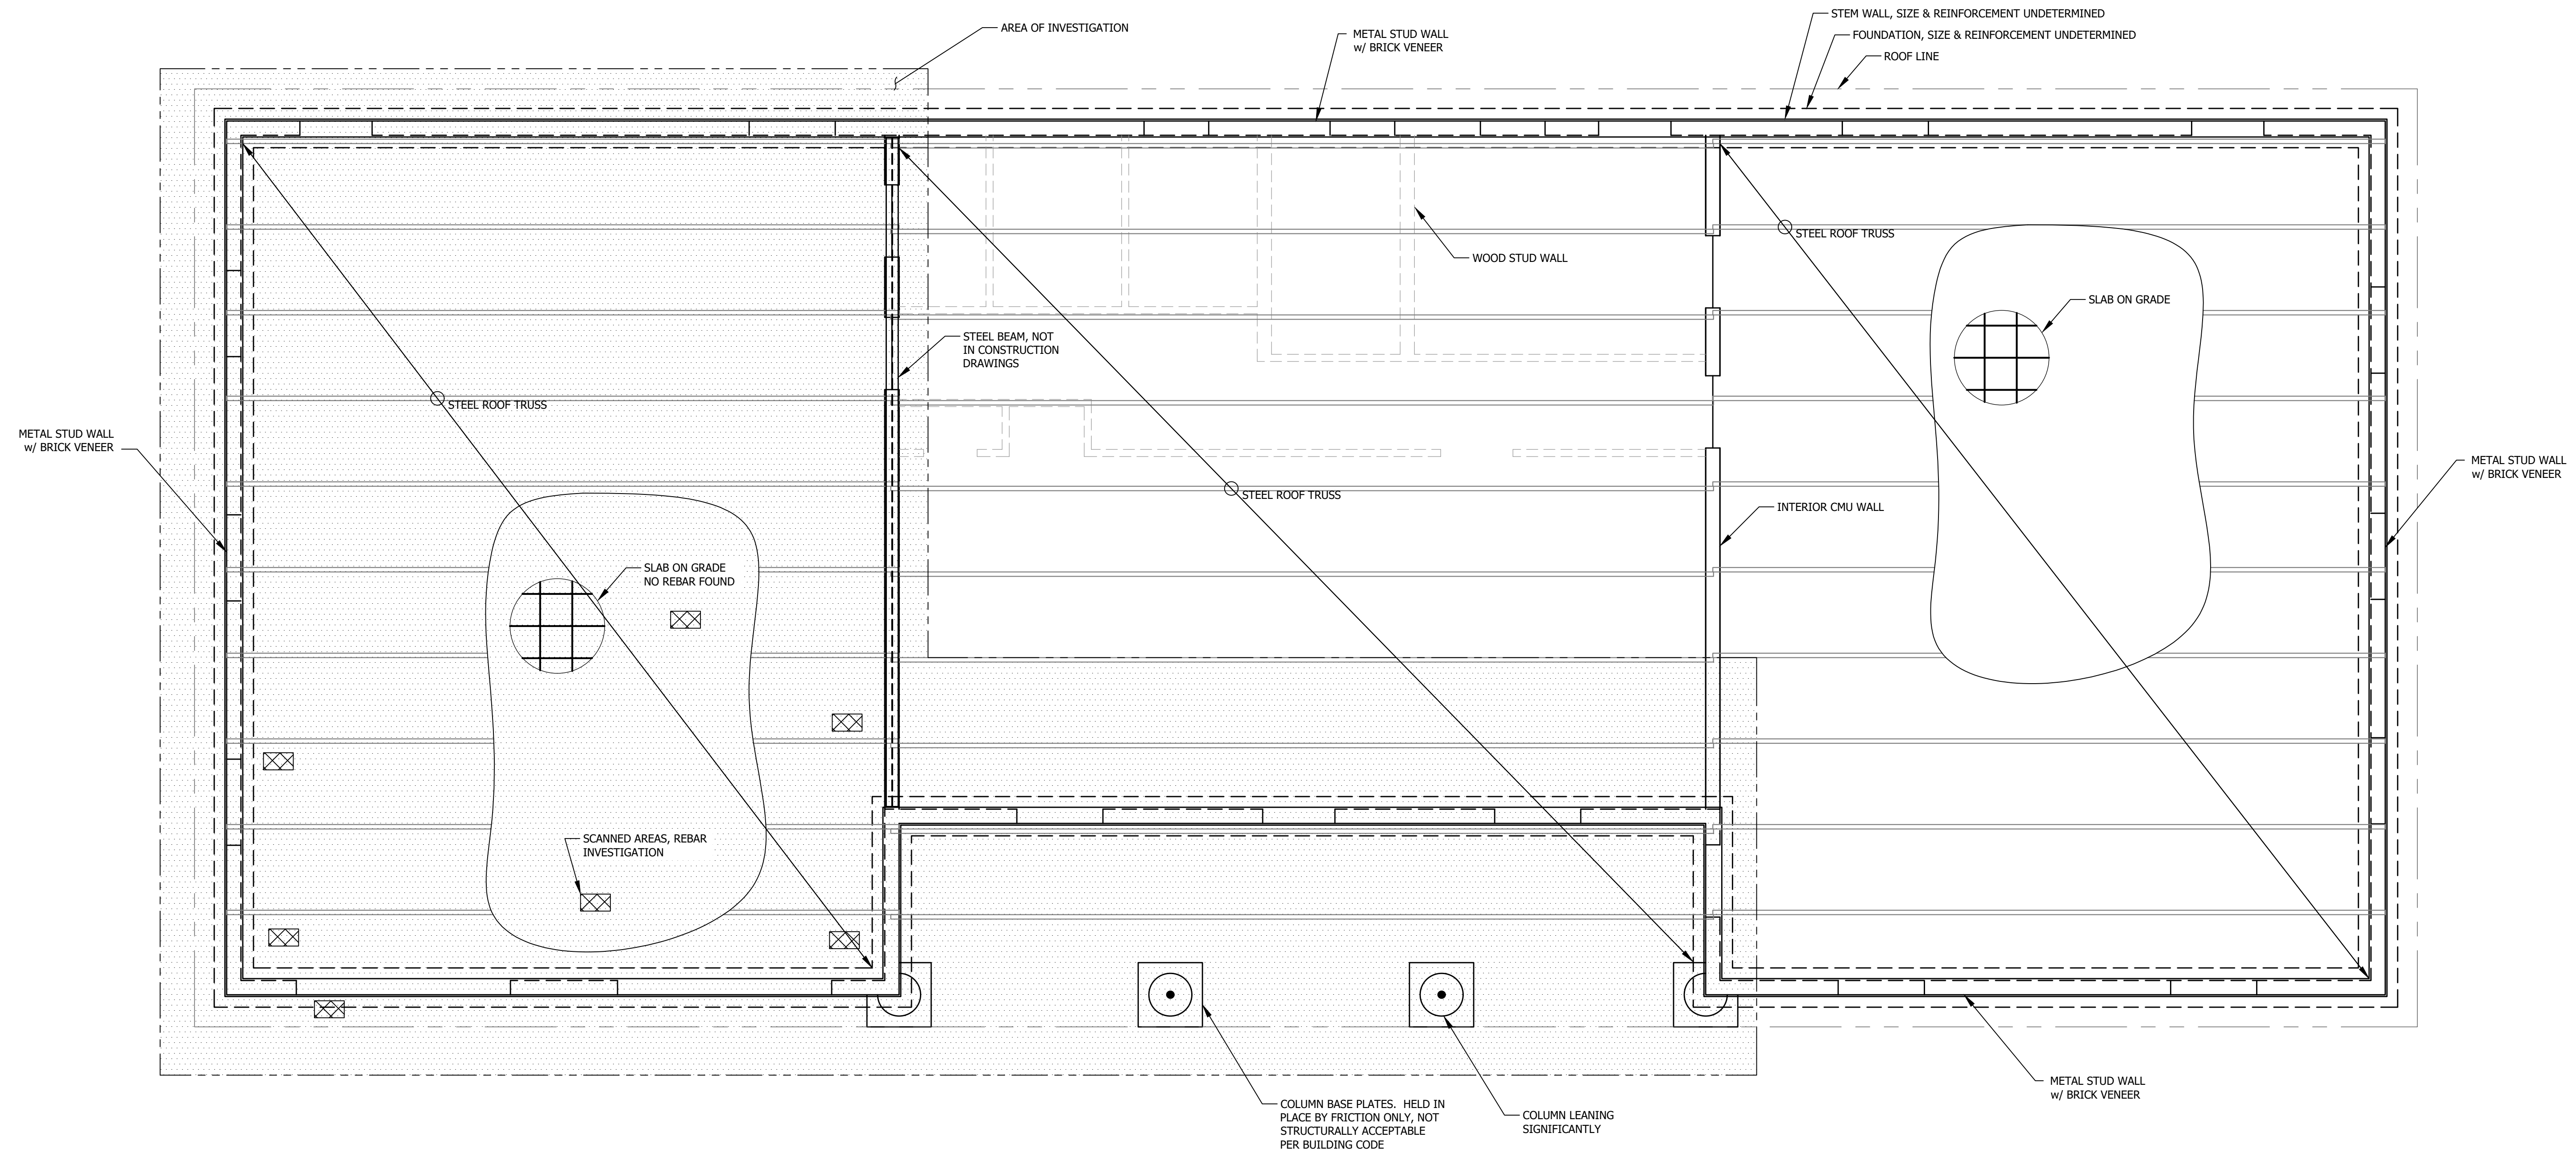 STEM WALL, SIZE & REINFORCEMENT UNDETERMINED
AREA OF INVESTIGATION
METAL STUD WALL
w/ BRICK VENEER
FOUNDATION, SIZE & REINFORCEMENT UNDETERMINED
ROOF LINE
STEEL ROOF TRUSS
WOOD STUD WALL
SLAB ON GRADE
STEEL BEAM, NOT
IN CONSTRUCTION
DRAWINGS
STEEL ROOF TRUSS
METAL STUD WALL
w/ BRICK VENEER
METAL STUD WALL
w/ BRICK VENEER
STEEL ROOF TRUSS
INTERIOR CMU WALL
SLAB ON GRADE
NO REBAR FOUND
SCANNED AREAS, REBAR
INVESTIGATION
METAL STUD WALL
w/ BRICK VENEER
COLUMN BASE PLATES. HELD IN
PLACE BY FRICTION ONLY, NOT
STRUCTURALLY ACCEPTABLE
PER BUILDING CODE
COLUMN LEANING
SIGNIFICANTLY